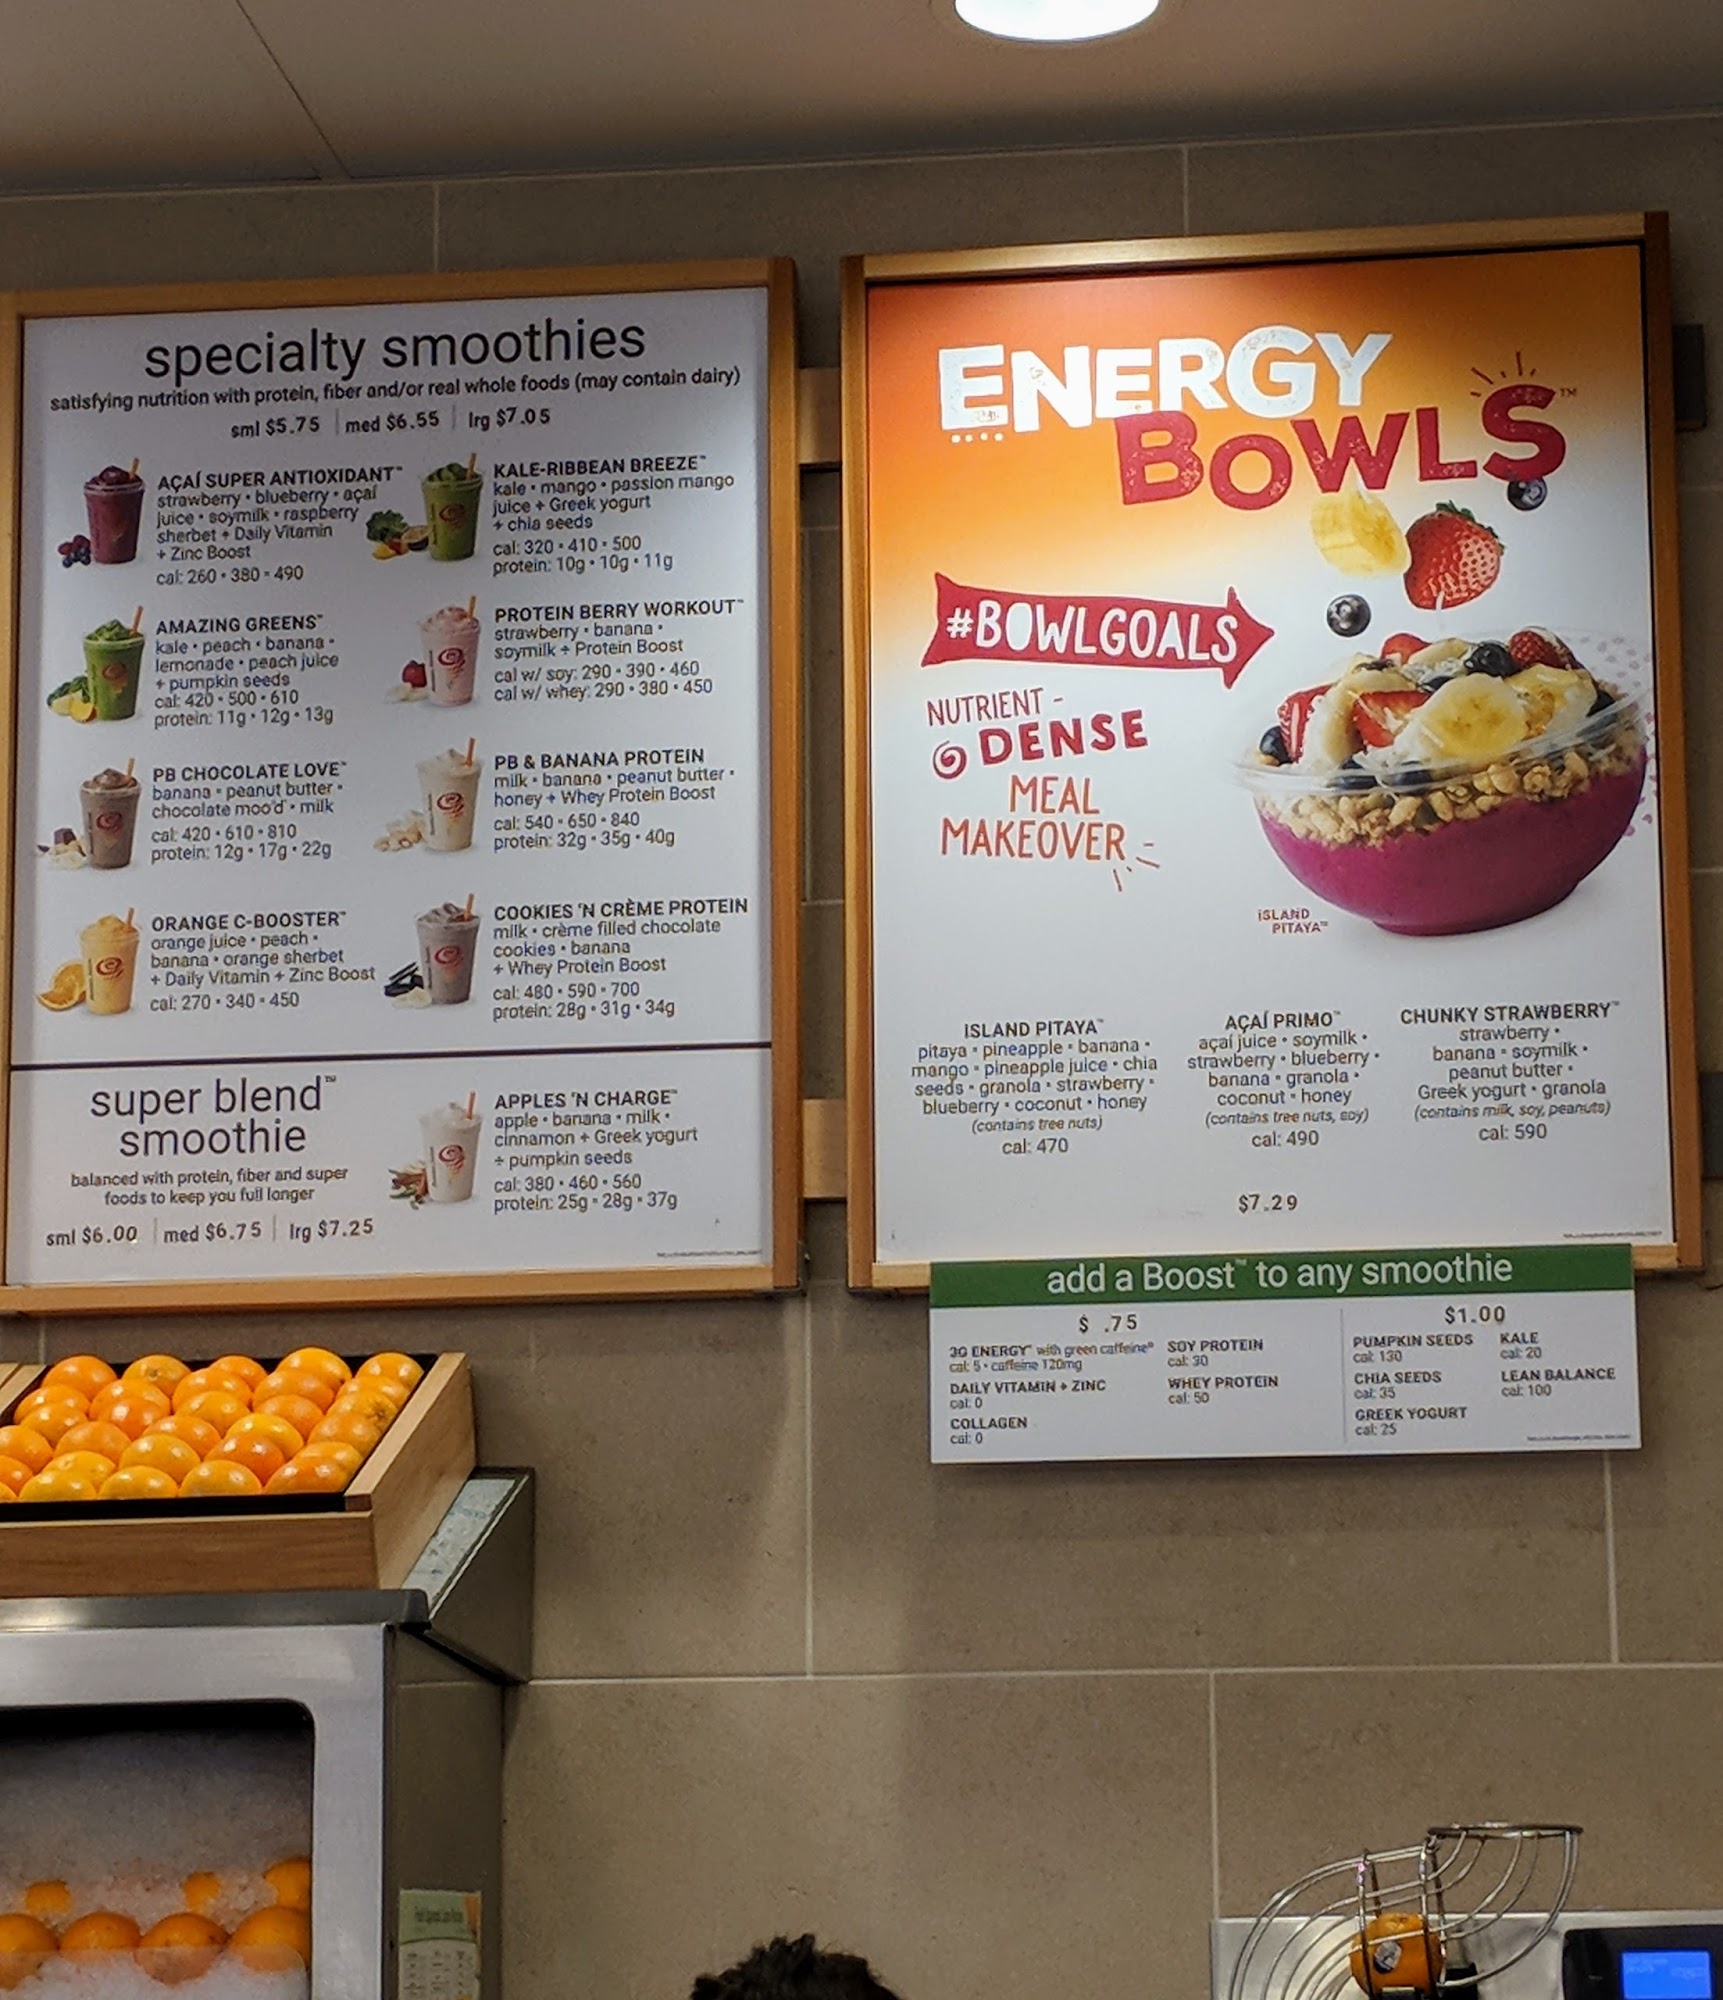 specialty smoothies
satisfying nutrition with protein, fiber and/or real whole foods (may contain dairy)
sml $5.75 | med $6.55 | lrg $7.05
AÇAÍ SUPER ANTIOXIDANT™
strawberry • blueberry • açaí
juice • soymilk • raspberry
sherbet + Daily Vitamin
+ Zinc Boost
cal: 260 • 380 • 490
AMAZING GREENS™
kale • peach • banana •
lemonade • peach juice
+ pumpkin seeds
cal: 420 • 500 • 610
protein: 11g • 12g • 13g
PB CHOCOLATE LOVE™
banana • peanut butter •
chocolate moo'd • milk
cal: 420 • 610 • 810
protein: 12g • 17g • 22g
ORANGE C-BOOSTER™
orange juice • peach •
banana • orange sherbet
+ Daily Vitamin + Zinc Boost
cal: 270 • 340 • 450
KALE-RIBBEAN BREEZE™
kale • mango • passion mango
juice + Greek yogurt
+ chia seeds
cal: 320 • 410 • 500
protein: 10g • 10g • 11g
PROTEIN BERRY WORKOUT™
strawberry • banana •
soymilk + Protein Boost
cal w/ soy: 290 • 390 • 460
cal w/ whey: 290 • 380 • 450
PB & BANANA PROTEIN
milk • banana • peanut butter •
honey + Whey Protein Boost
cal: 540 • 650 • 840
protein: 32g • 35g • 40g
COOKIES 'N CRÈME PROTEIN
milk • crème filled chocolate
cookies • banana
+ Whey Protein Boost
cal: 480 • 590 • 700
protein: 28g • 31g • 34g
super blend™
smoothie
balanced with protein, fiber and super
foods to keep you full longer
sml $6.00 | med $6.75 | lrg $7.25
APPLES 'N CHARGE™
apple • banana • milk •
cinnamon + Greek yogurt
+ pumpkin seeds
cal: 380 • 460 • 560
protein: 25g • 28g • 37g
ENERGY
BOWLS™
#BOWLGOALS
NUTRIENT -
DENSE
MEAL
MAKEOVER -
ISLAND
PITAYA™
ISLAND PITAYA™
pitaya • pineapple • banana •
mango • pineapple juice • chia
seeds • granola • strawberry •
blueberry • coconut • honey
(contains tree nuts)
cal: 470
AÇAÍ PRIMO™
açaí juice • soymilk •
strawberry • blueberry •
banana • granola •
coconut • honey
(contains tree nuts, soy)
cal: 490
CHUNKY STRAWBERRY™
strawberry •
banana • soymilk •
peanut butter •
Greek yogurt • granola
(contains milk, soy, peanuts)
cal: 590
$7.29
add a Boost™ to any smoothie
$ .75
3G ENERGY™ with green caffeine®
cal: 5 • caffeine 120mg
DAILY VITAMIN + ZINC
cal: 0
COLLAGEN
cal: 0
SOY PROTEIN
cal: 30
WHEY PROTEIN
cal: 50
$1.00
PUMPKIN SEEDS
cal: 130
CHIA SEEDS
cal: 35
GREEK YOGURT
cal: 25
KALE
cal: 20
LEAN BALANCE
cal: 100